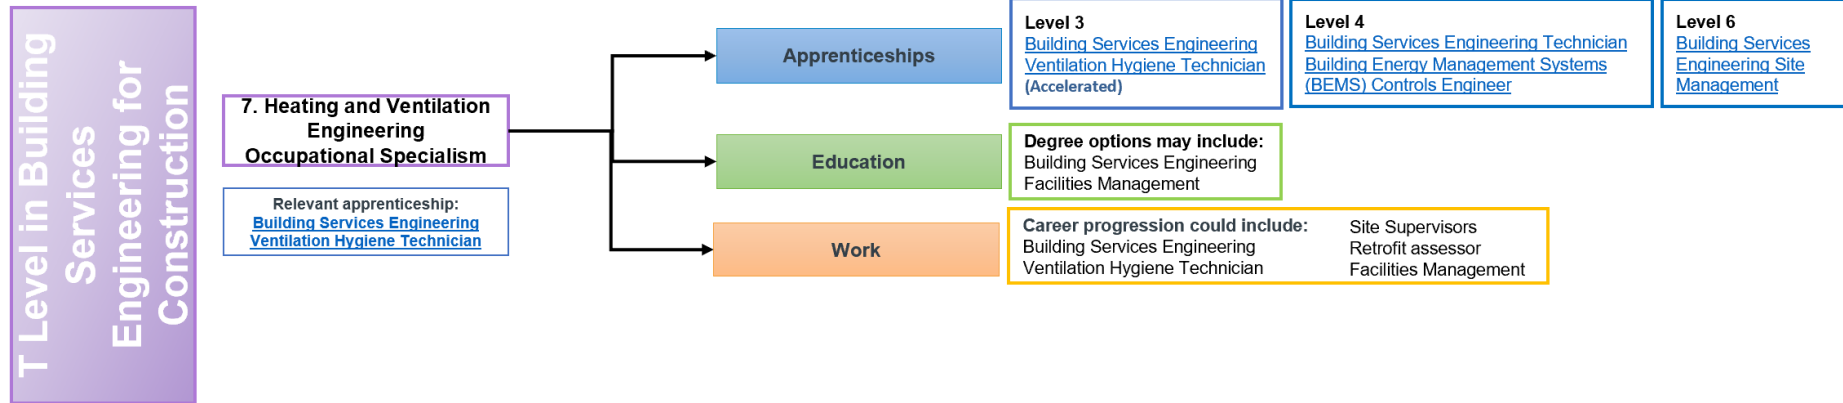 T Level in Building
Services
Engineering for
Construction
7. Heating and Ventilation
Engineering
Occupational Specialism
Relevant apprenticeship:
Building Services Engineering
Ventilation Hygiene Technician
Apprenticeships
Level 3
Building Services Engineering
Ventilation Hygiene Technician
(Accelerated)
Level 4
Building Services Engineering Technician
Building Energy Management Systems
(BEMS) Controls Engineer
Level 6
Building Services
Engineering Site
Management
Education
Degree options may include:
Building Services Engineering
Facilities Management
Work
Career progression could include:
Building Services Engineering
Ventilation Hygiene Technician
Site Supervisors
Retrofit assessor
Facilities Management